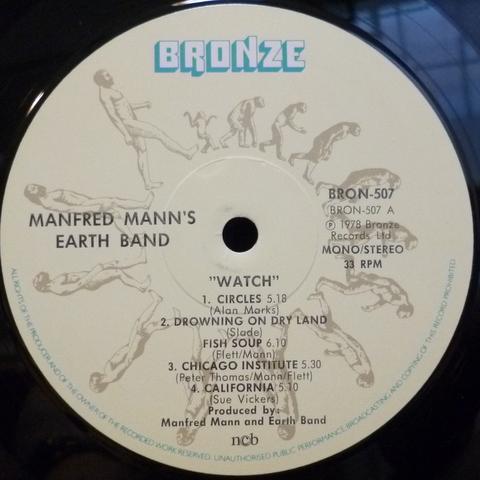 BRONZE
MANFRED MANN'S
EARTH BAND
BRON-507
BRON-507 A
℗ 1978 Bronze
Records Ltd
MONO/STEREO
33 RPM
"WATCH"
1. CIRCLES 5.18
(Alan Marks)
2. DROWNING ON DRY LAND
(Slade)
FISH SOUP 6.10
(Flett/Mann)
3. CHICAGO INSTITUTE 5.30
(Peter Thomas/Mann/Flett)
4. CALIFORNIA 5.10
(Sue Vickers)
Produced by:
Manfred Mann and Earth Band
ncb
ALL RIGHTS OF THE PRODUCER AND OF THE OWNER OF THE RECORDED WORK RESERVED. UNAUTHORISED PUBLIC PERFORMANCE, BROADCASTING AND COPYING OF THIS RECORD PROHIBITED